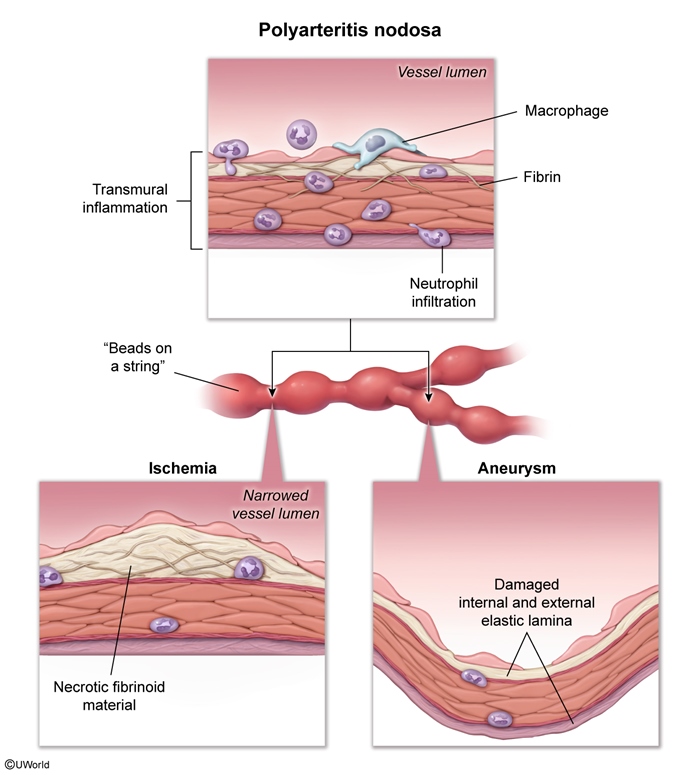 Polyarteritis nodosa
Vessel lumen
Macrophage
Fibrin
Transmural
inflammation
Neutrophil
infiltration
“Beads on
a string”
Ischemia
Narrowed
vessel lumen
Necrotic fibrinoid
material
Aneurysm
Damaged
internal and external
elastic lamina
©UWorld